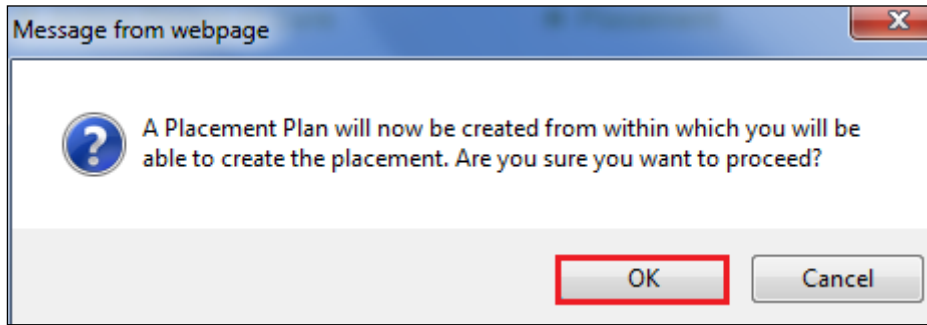 Message from webpage
x
A Placement Plan will now be created from within which you will be
able to create the placement. Are you sure you want to proceed?
OK
Cancel